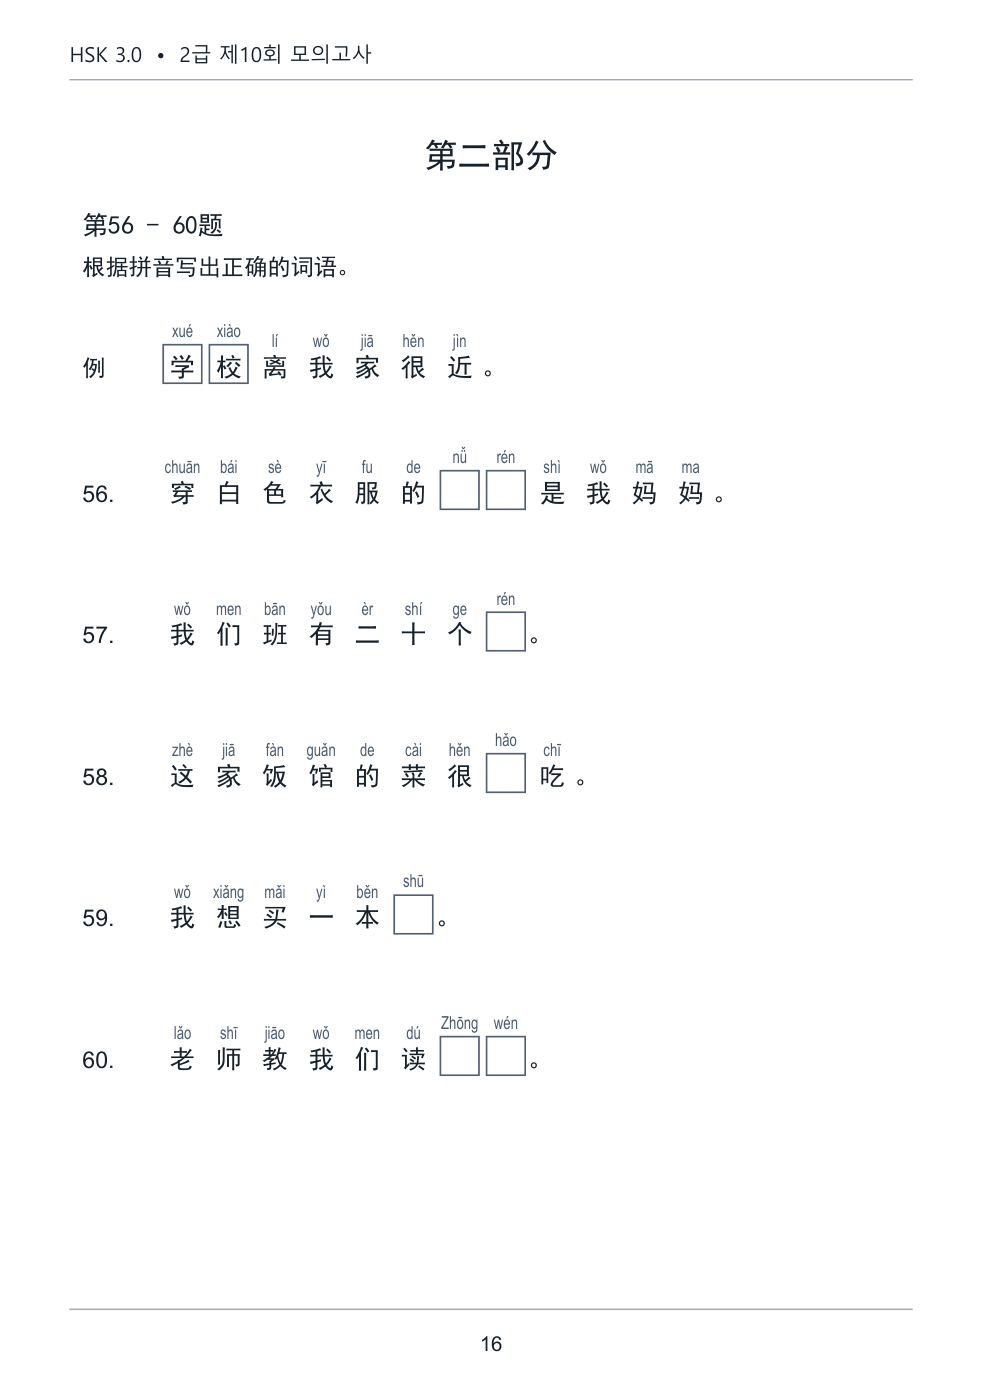 HSK 3.0 • 2급 제10회 모의고사
第二部分
第56 - 60题
根据拼音写出正确的词语。
xué xiào lí wǒ jiā hěn jìn
例 学 校 离 我 家 很 近 。
chuān bái sè yī fu de nǚ rén shì wǒ mā ma
56. 穿 白 色 衣 服 的 是 我 妈 妈 。
wǒ men bān yǒu èr shí ge rén
57. 我 们 班 有 二 十 个 。
zhè jiā fàn guǎn de cài hěn hǎo chī
58. 这 家 饭 馆 的 菜 很 吃 。
wǒ xiǎng mǎi yì běn shū
59. 我 想 买 一 本 。
lǎo shī jiāo wǒ men dú Zhōng wén
60. 老 师 教 我 们 读 。
16